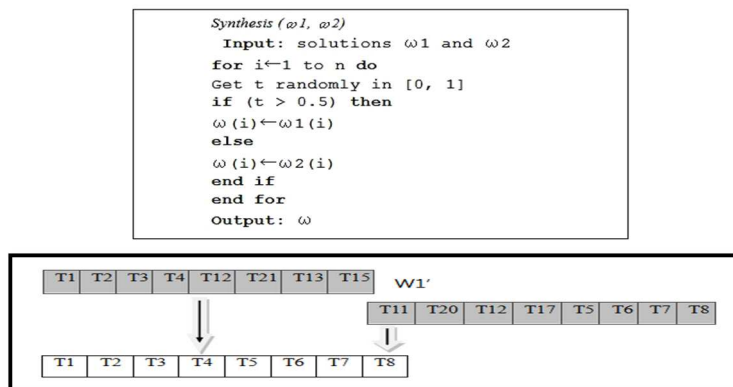 Synthesis (ω1, ω2)
Input: solutions ω1 and ω2
for i←1 to n do
Get t randomly in [0, 1]
if (t > 0.5) then
ω(i)←ω1(i)
else
ω(i)←ω2(i)
end if
end for
Output: ω
T1 T2 T3 T4 T12 T21 T13 T15
W1'
T11 T20 T12 T17 T5 T6 T7 T8
T1 T2 T3 T4 T5 T6 T7 T8